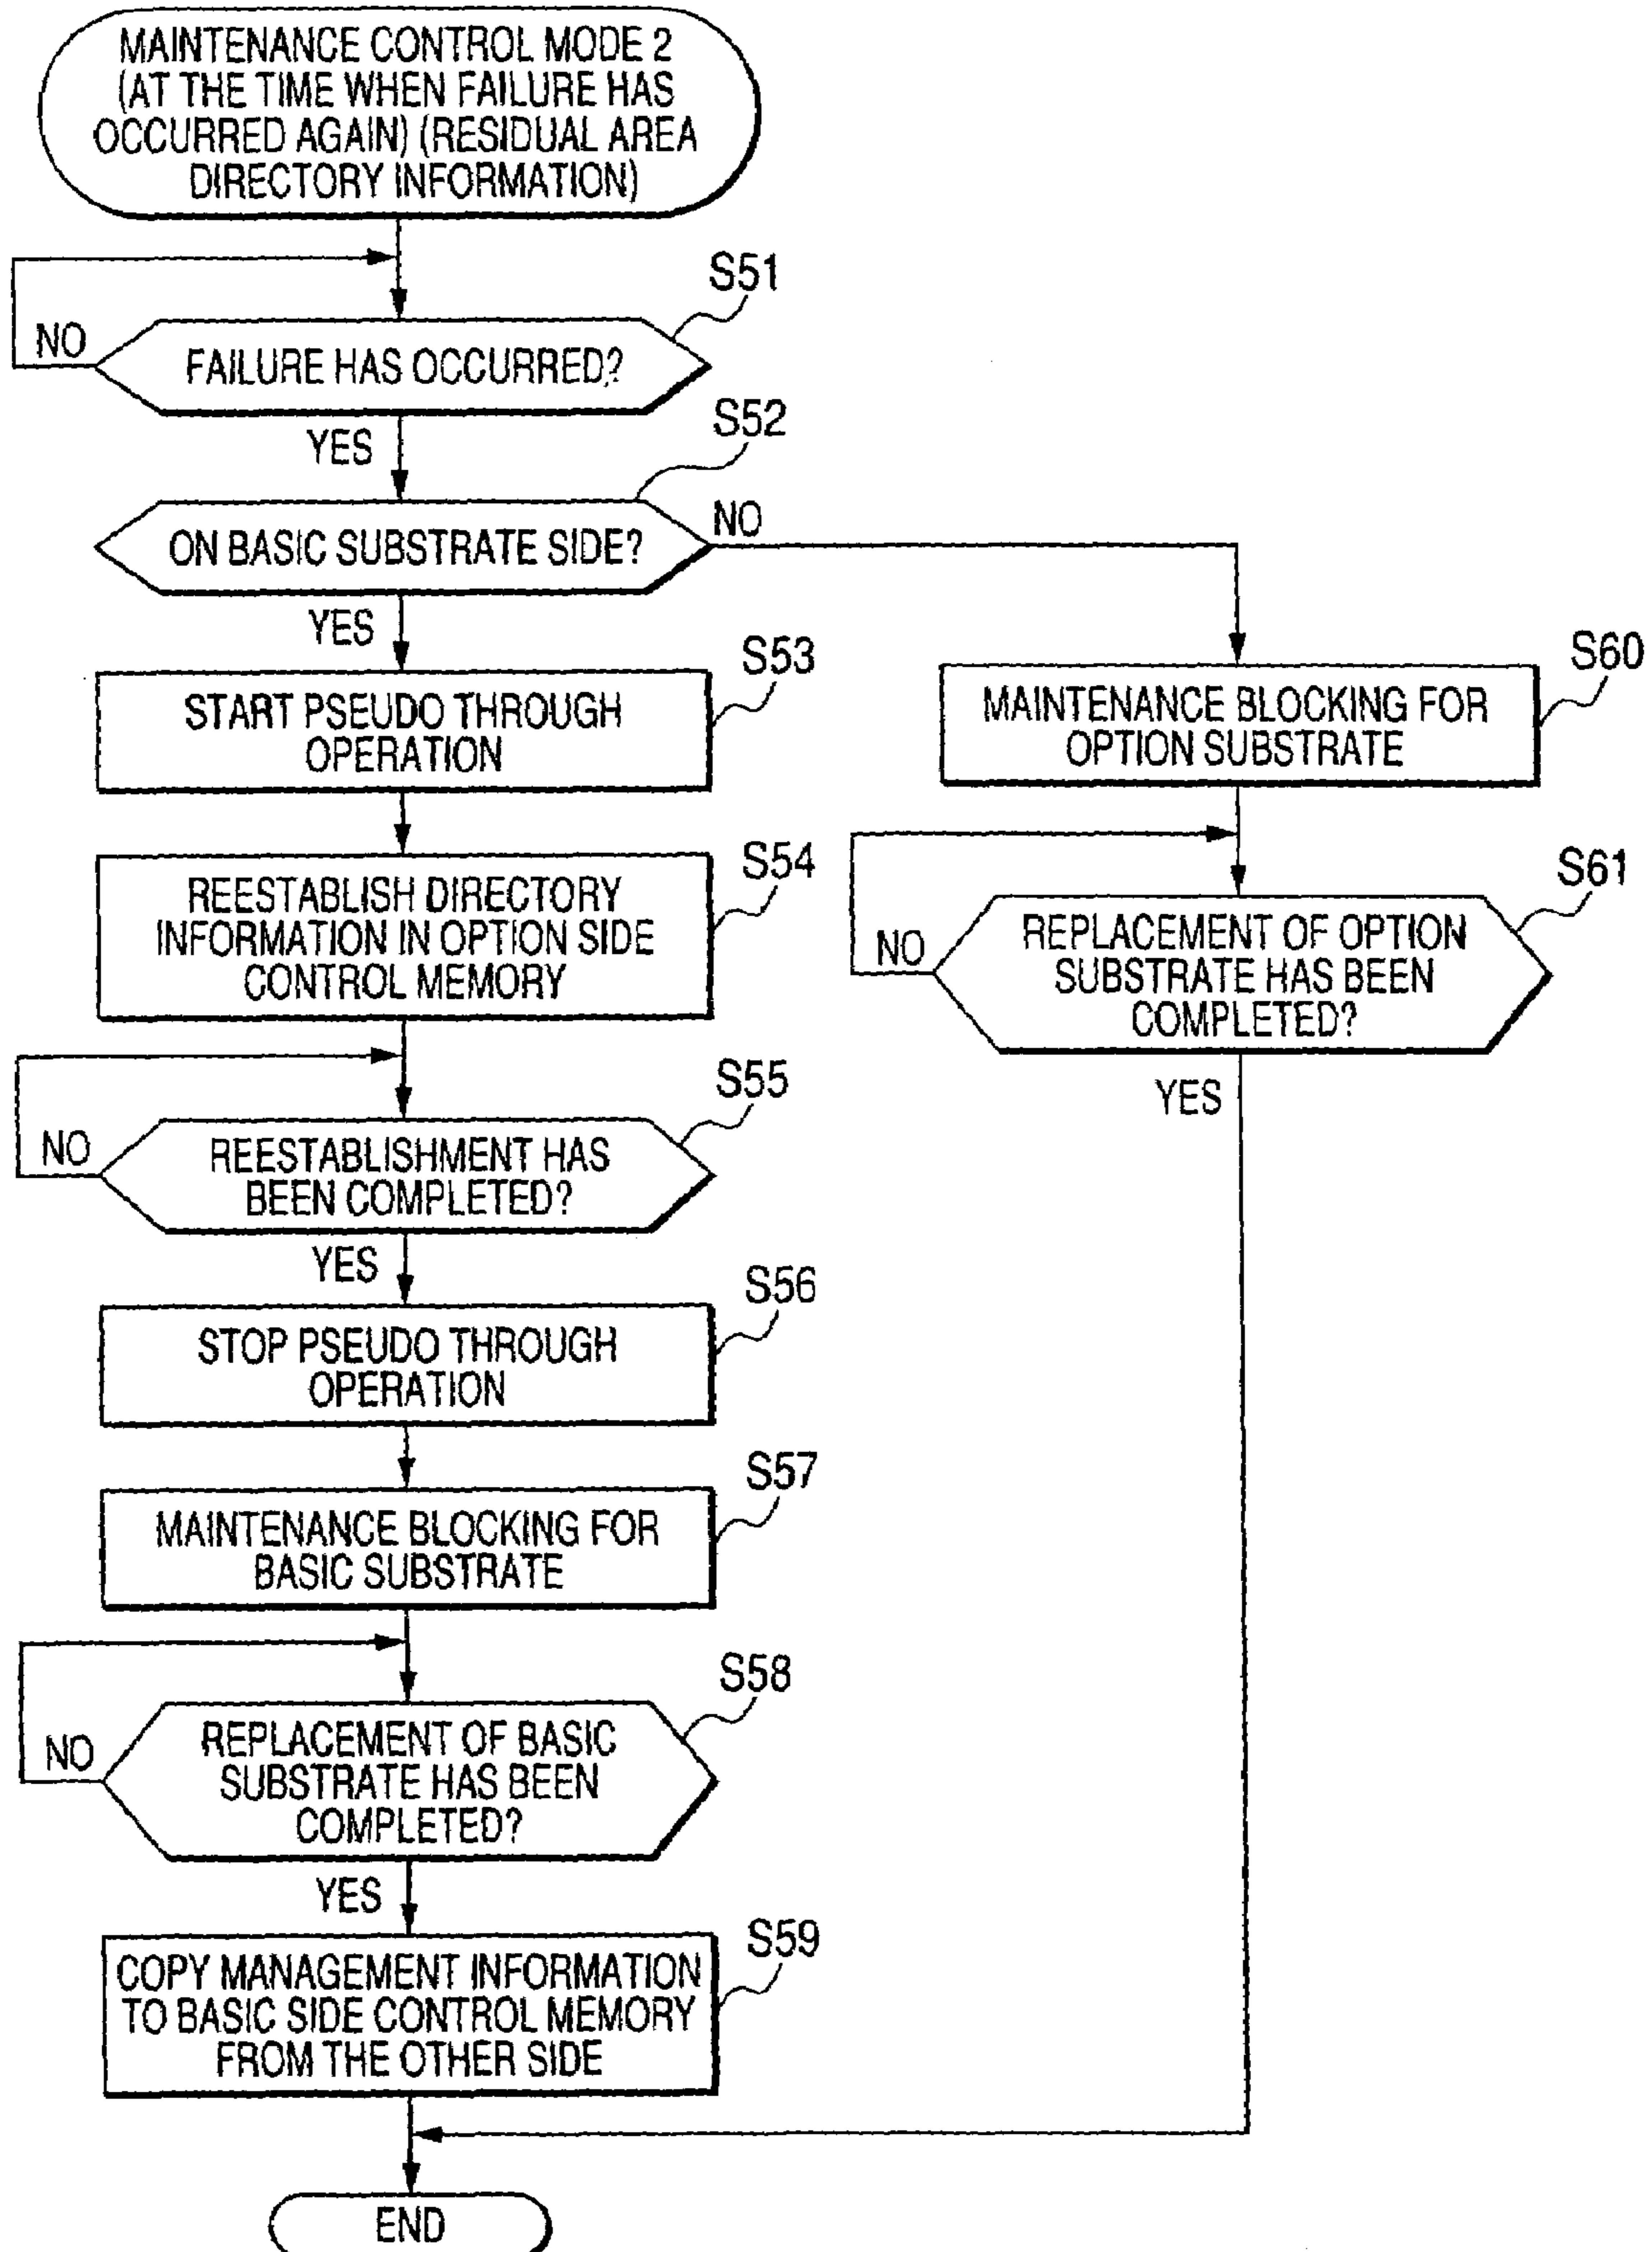 MAINTENANCE CONTROL MODE 2
(AT THE TIME WHEN FAILURE HAS
OCCURRED AGAIN) (RESIDUAL AREA
DIRECTORY INFORMATION)
S51
NO
FAILURE HAS OCCURRED?
YES
S52
ON BASIC SUBSTRATE SIDE?
NO
YES
S53
START PSEUDO THROUGH
OPERATION
S60
MAINTENANCE BLOCKING FOR
OPTION SUBSTRATE
S54
REESTABLISH DIRECTORY
INFORMATION IN OPTION SIDE
CONTROL MEMORY
S61
NO
REPLACEMENT OF OPTION
SUBSTRATE HAS BEEN
COMPLETED?
YES
S55
NO
REESTABLISHMENT HAS
BEEN COMPLETED?
YES
S56
STOP PSEUDO THROUGH
OPERATION
S57
MAINTENANCE BLOCKING FOR
BASIC SUBSTRATE
S58
NO
REPLACEMENT OF BASIC
SUBSTRATE HAS BEEN
COMPLETED?
YES
S59
COPY MANAGEMENT INFORMATION
TO BASIC SIDE CONTROL MEMORY
FROM THE OTHER SIDE
END